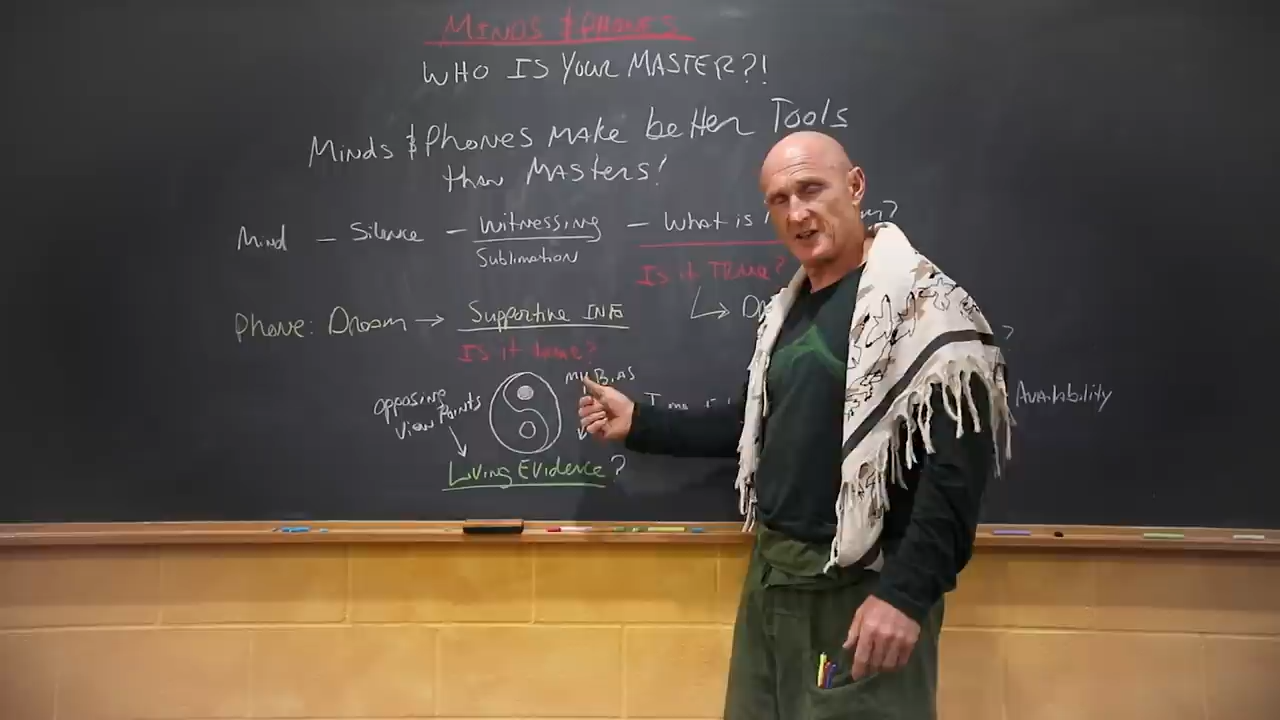 MINDS & PHONES
WHO IS YOUR MASTER?!
MINDS & PHONES MAKE better Tools
than MASTERS!
MIND – Silence – Witnessing – What is
Sublimation
Is it TRUE?
Phone: Dream → Supportive INFO
Is it true?
MY BIAS
OPPOSING
VIEW POINTS
AVAilAbility
Living Evidence?